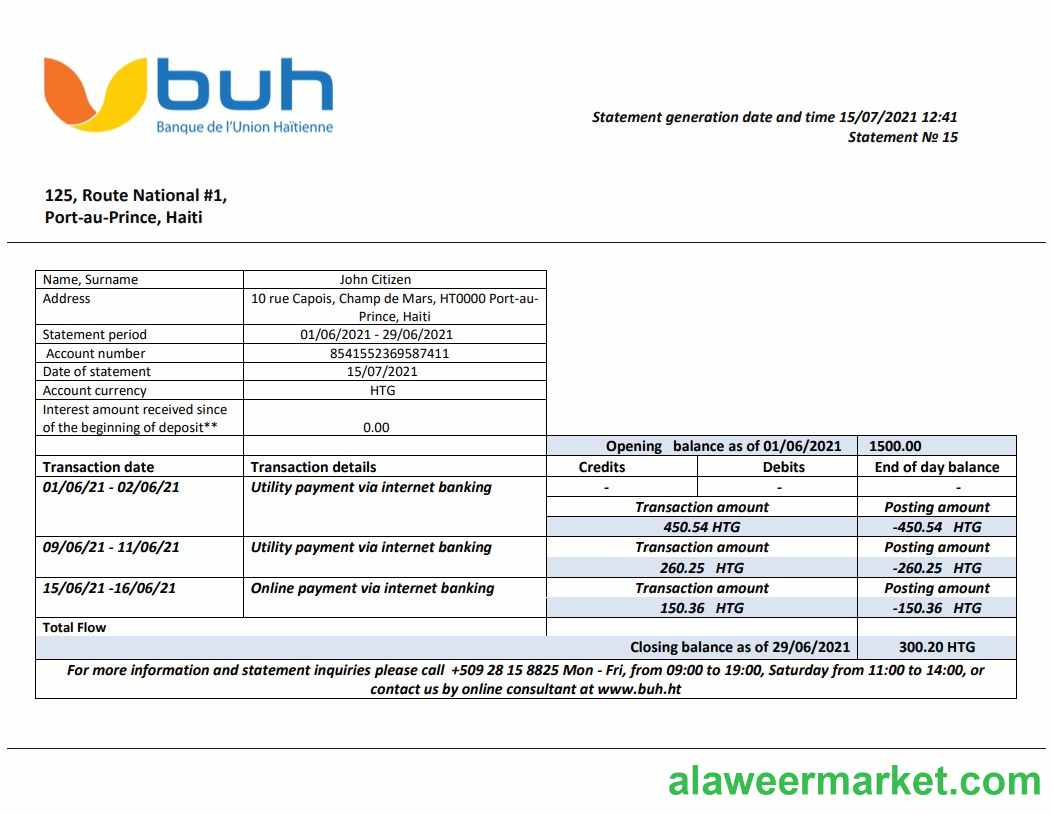 buh
Banque de l'Union Haïtienne
Statement generation date and time 15/07/2021 12:41
Statement № 15
125, Route National #1,
Port-au-Prince, Haiti
Name, Surname John Citizen
Address 10 rue Capois, Champ de Mars, HT0000 Port-au-
Prince, Haiti
Statement period 01/06/2021 - 29/06/2021
Account number 8541552369587411
Date of statement 15/07/2021
Account currency HTG
Interest amount received since
of the beginning of deposit** 0.00
Opening balance as of 01/06/2021 1500.00
Transaction date Transaction details Credits Debits End of day balance
01/06/21 - 02/06/21 Utility payment via internet banking - - -
Transaction amount Posting amount
450.54 HTG -450.54 HTG
09/06/21 - 11/06/21 Utility payment via internet banking Transaction amount Posting amount
260.25 HTG -260.25 HTG
15/06/21 -16/06/21 Online payment via internet banking Transaction amount Posting amount
150.36 HTG -150.36 HTG
Total Flow
Closing balance as of 29/06/2021 300.20 HTG
For more information and statement inquiries please call +509 28 15 8825 Mon - Fri, from 09:00 to 19:00, Saturday from 11:00 to 14:00, or
contact us by online consultant at www.buh.ht
alaweermarket.com